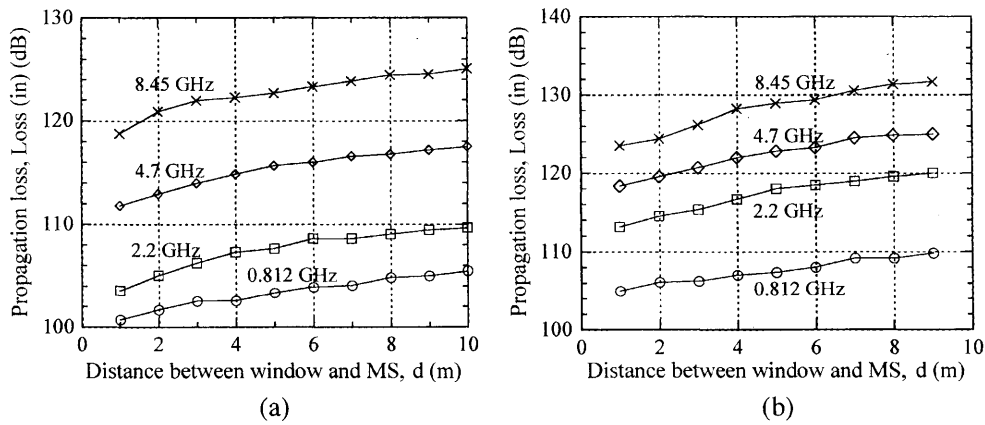 Propagation loss, Loss (in) (dB)
130
120
110
100
8.45 GHz
4.7 GHz
2.2 GHz
0.812 GHz
0 2 4 6 8 10
Distance between window and MS, d (m)
(a)
Propagation loss, Loss (in) (dB)
140
130
120
110
100
8.45 GHz
4.7 GHz
2.2 GHz
0.812 GHz
0 2 4 6 8 10
Distance between window and MS, d (m)
(b)